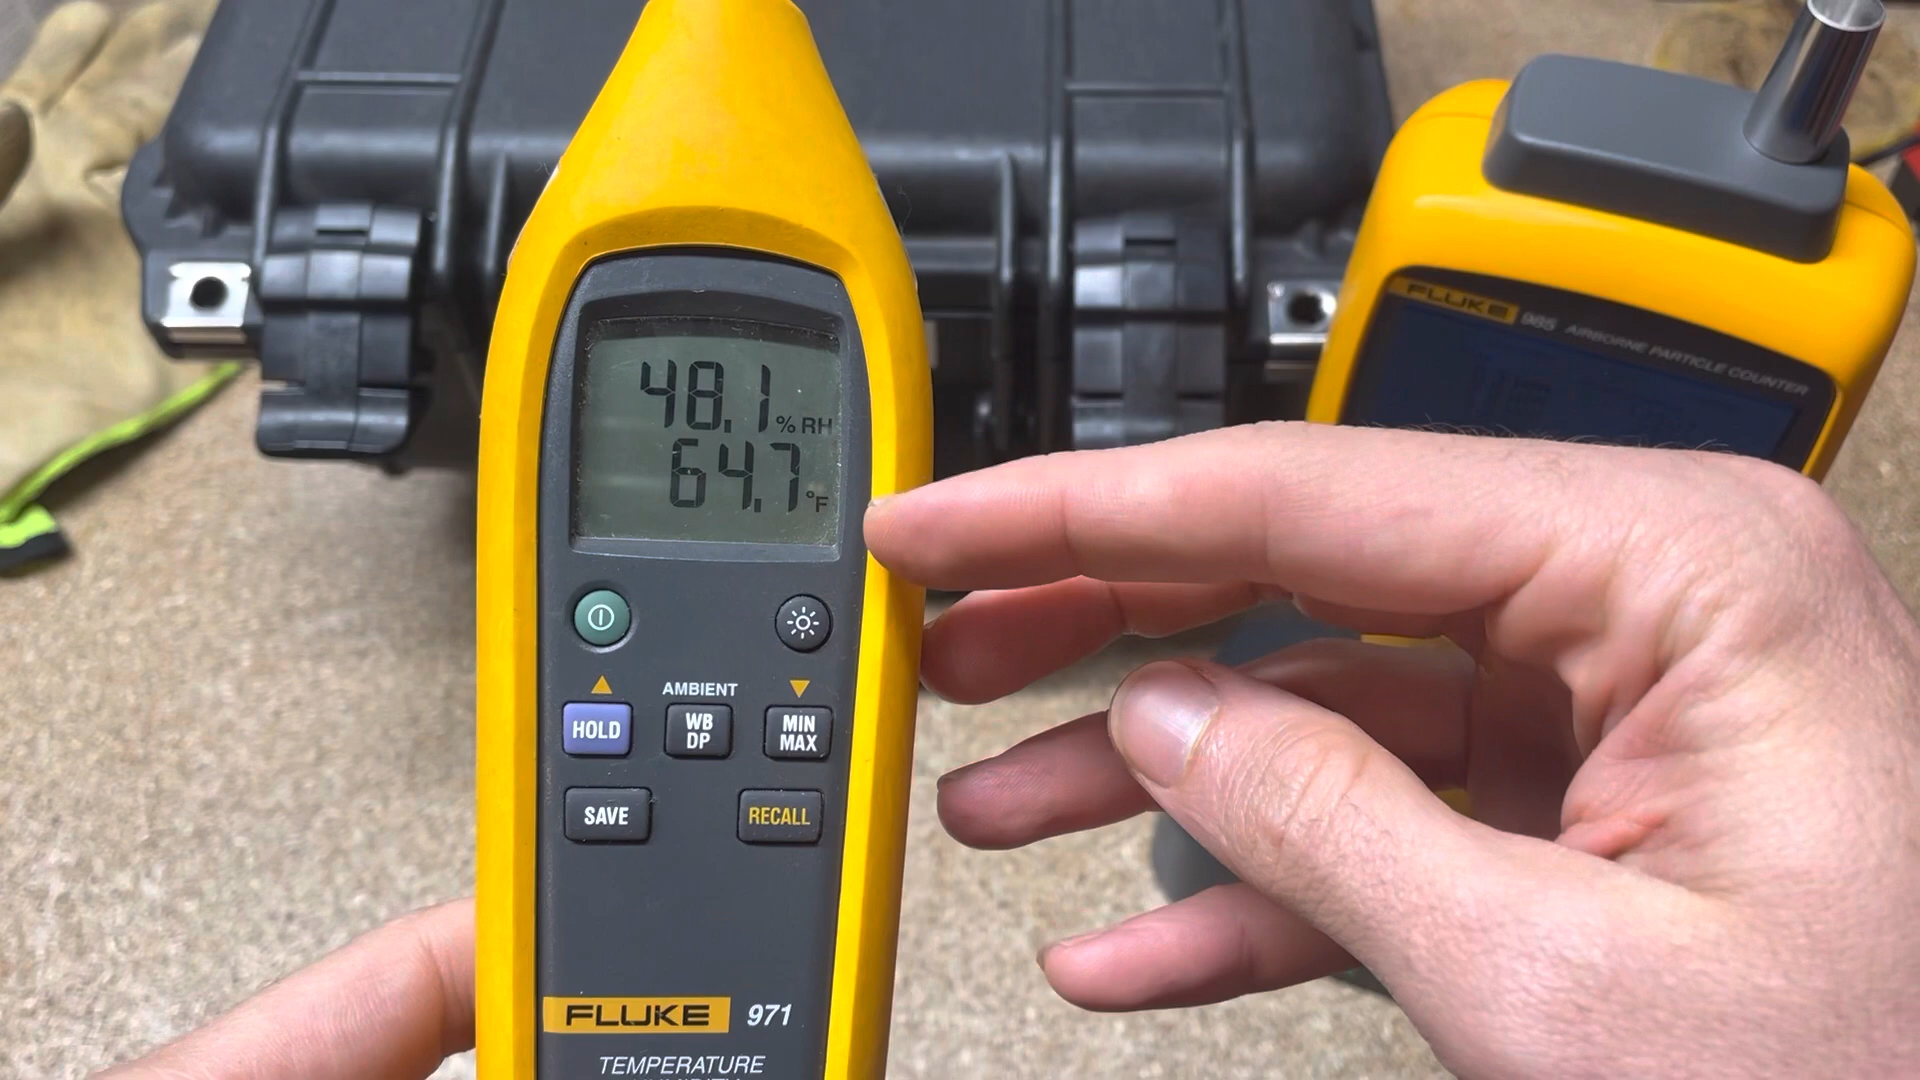 FLUKE 985 AIRBORNE PARTICLE COUNTER
48.1 % RH
64.7 °F
AMBIENT
HOLD
WB
DP
MIN
MAX
SAVE
RECALL
FLUKE 971
TEMPERATURE